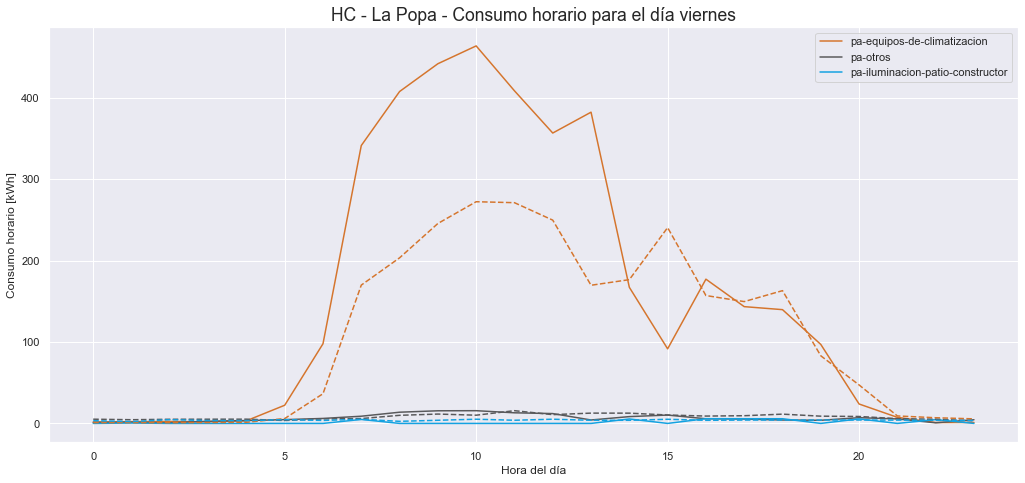 HC - La Popa - Consumo horario para el día viernes
pa-equipos-de-climatizacion
pa-otros
pa-iluminacion-patio-constructor
Consumo horario [kWh]
400
300
200
100
0
0 5 10 15 20
Hora del día